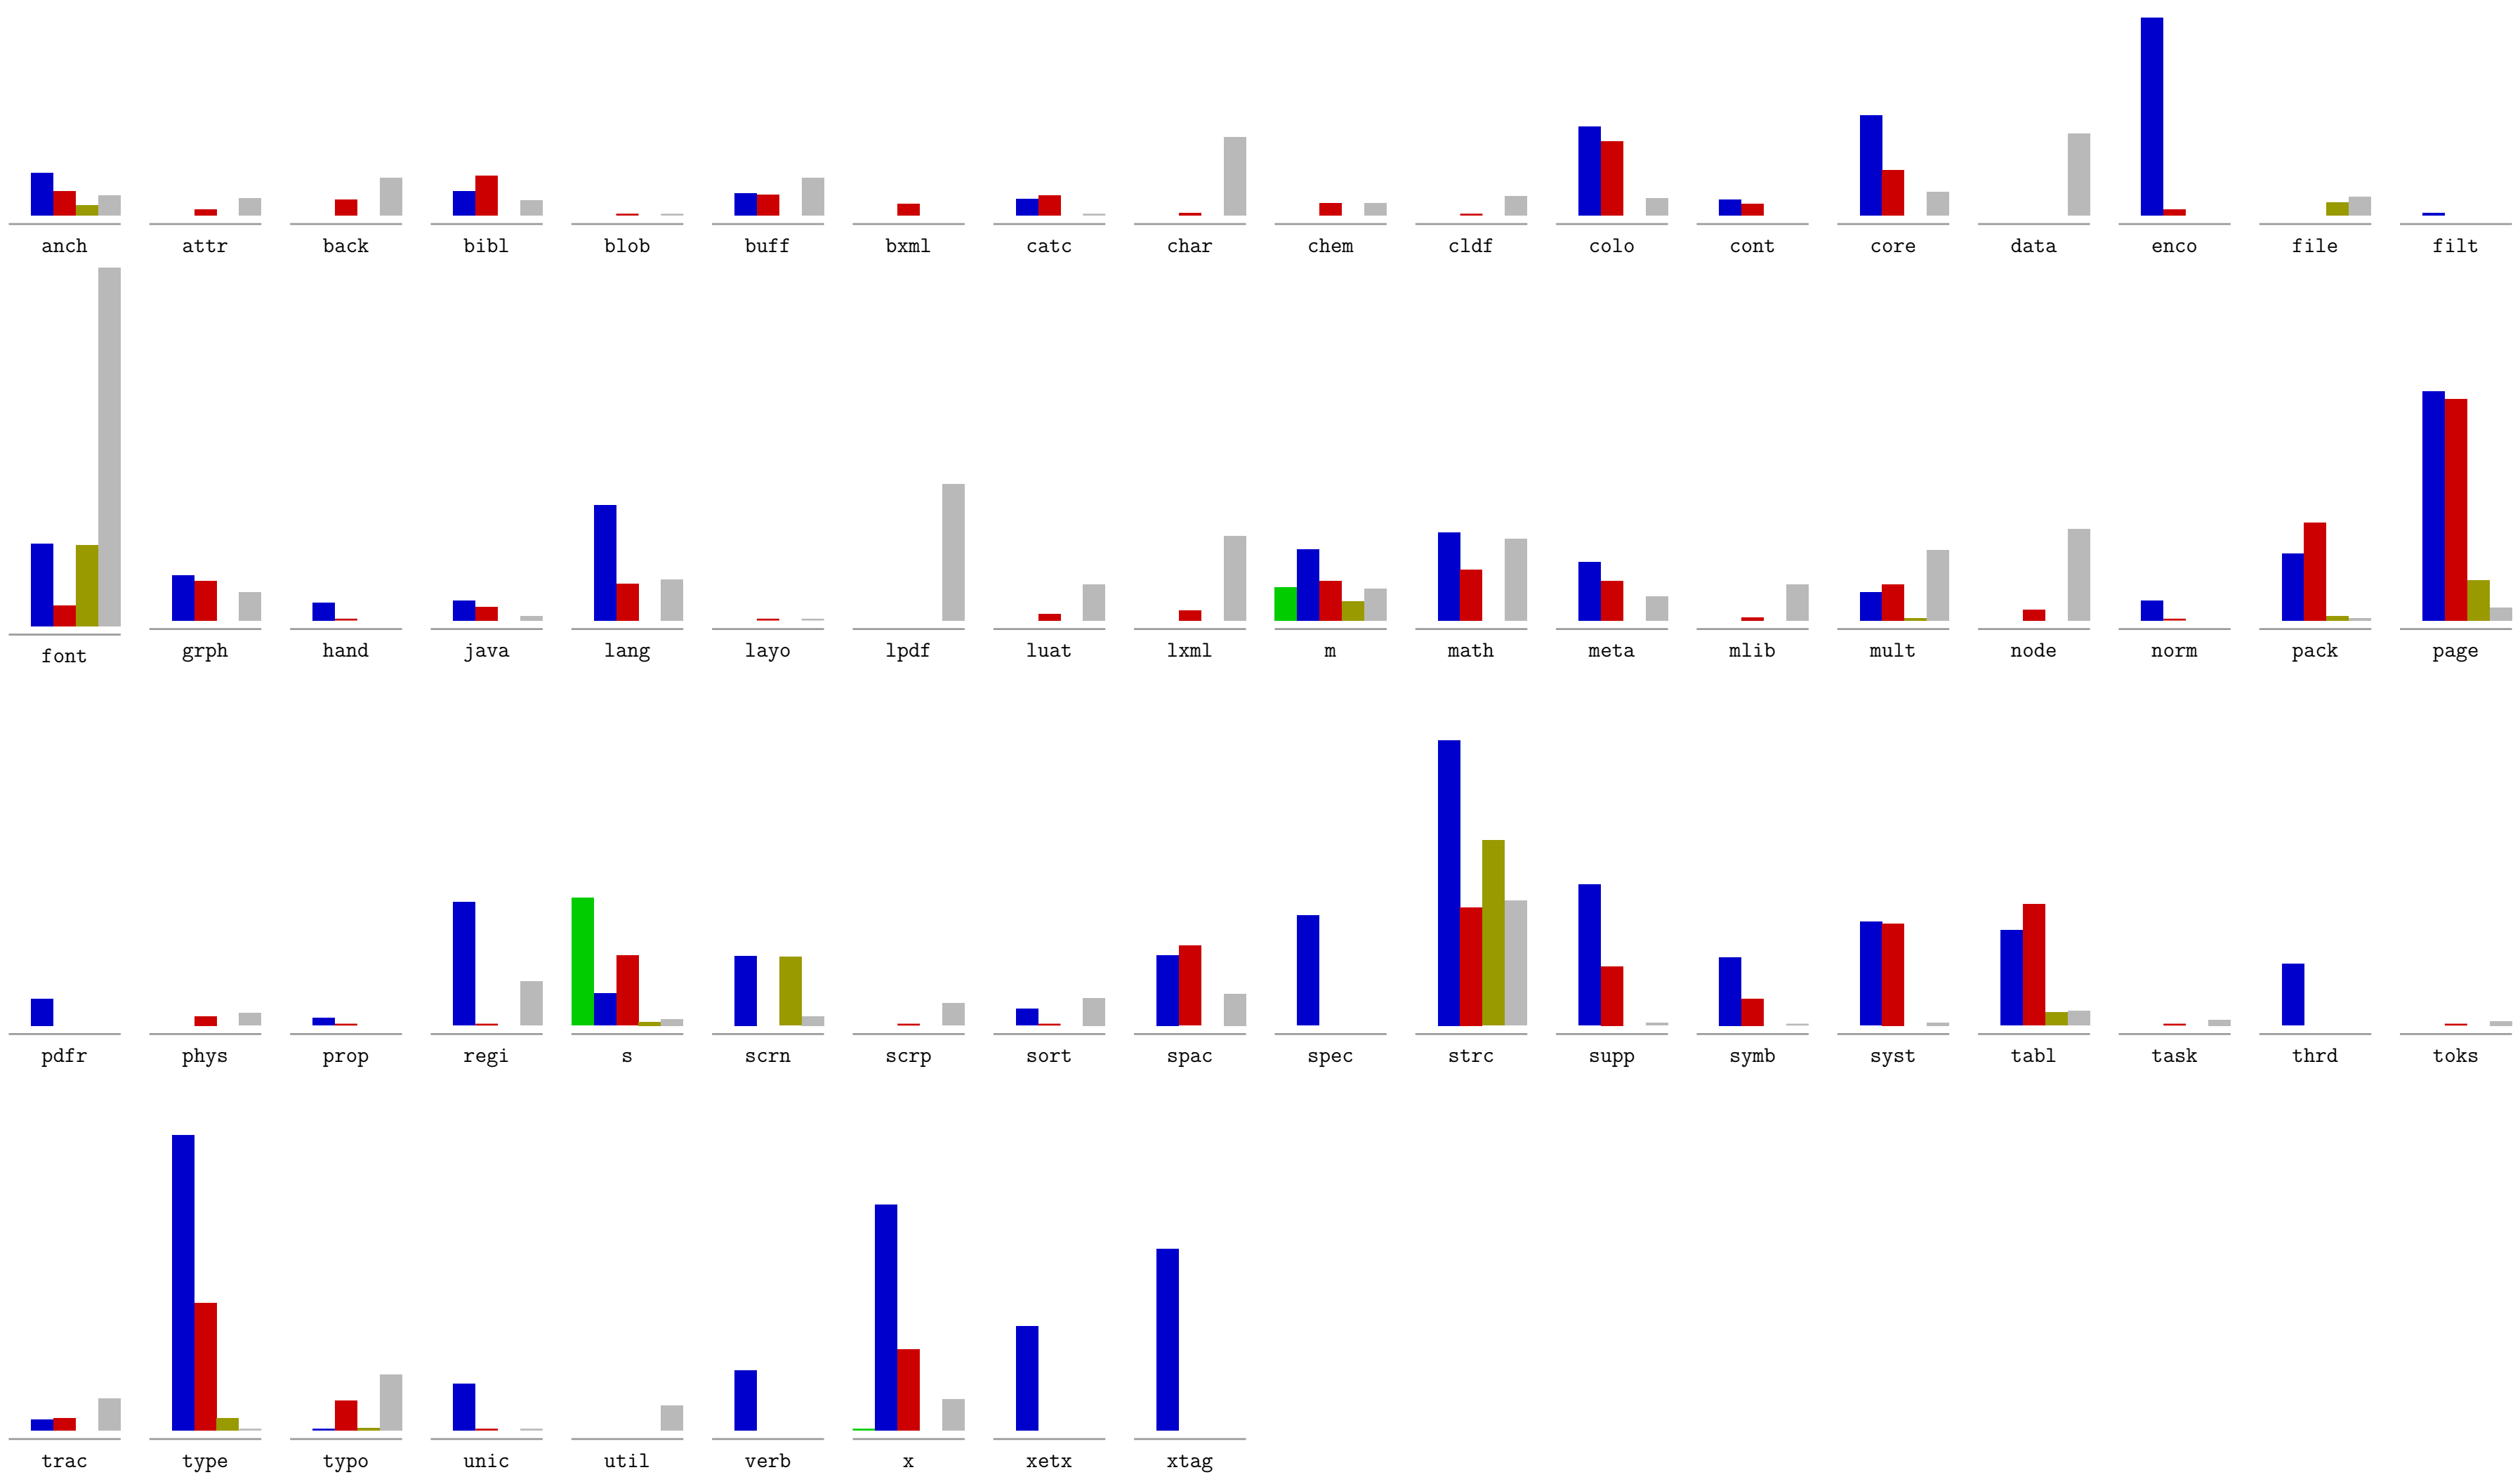 anch attr back bibl blob buff bxml catc char chem cldf colo cont core data enco file filt
font grph hand java lang layo lpdf luat lxml m math meta mlib mult node norm pack page
pdfr phys prop regi s scrn scrp sort spac spec strc supp symb syst tabl task thrd toks
trac type typo unic util verb x xetx xtag